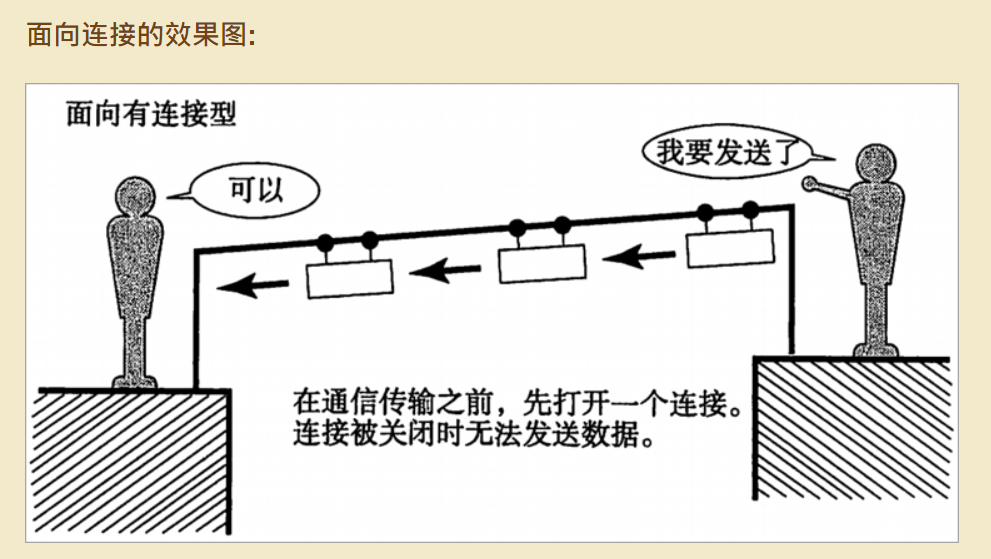 面向连接的效果图:
面向有连接型
我要发送了
可以
在通信传输之前，先打开一个连接。
连接被关闭时无法发送数据。